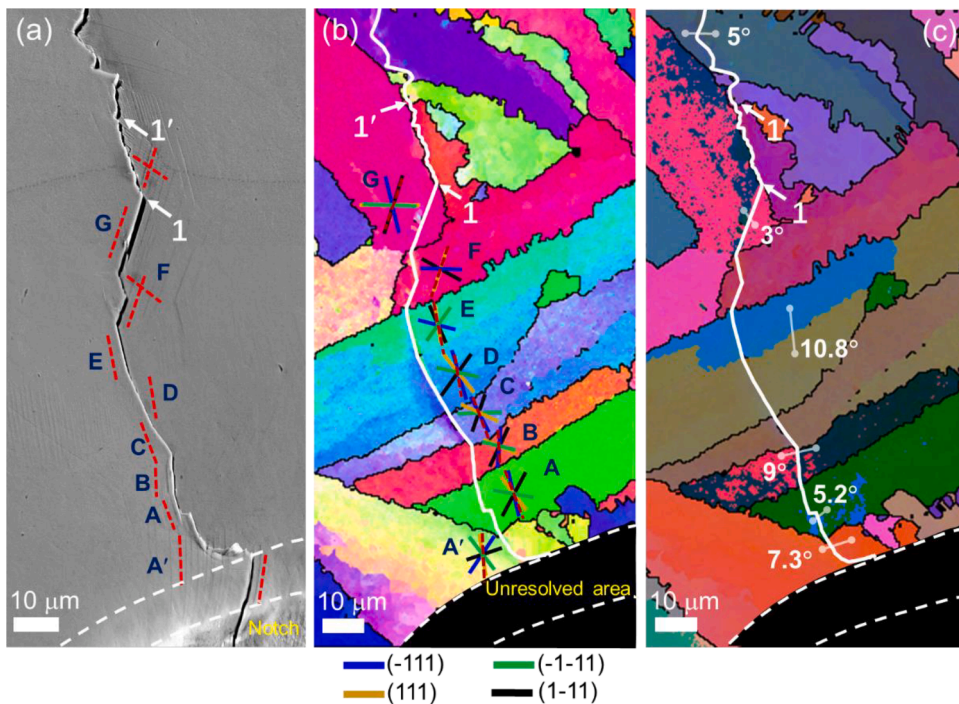 (a)
1′
G
1
F
E
D
C
B
A
A′
10 μm
Notch
(b)
1′
G
1
F
E
D
C
B
A
A′
Unresolved area
10 μm
(c)
5°
1′
1
3°
10.8°
9°
5.2°
7.3°
10 μm
(-111)
(-1-11)
(111)
(1-11)